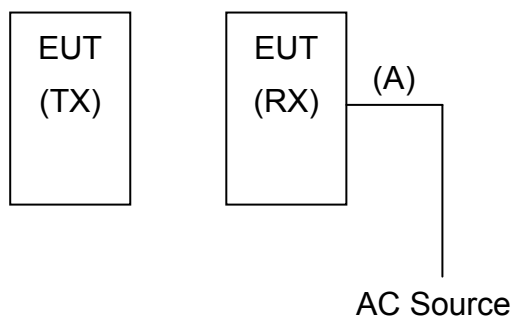 EUT
(TX)
EUT
(RX)
(A)
AC Source